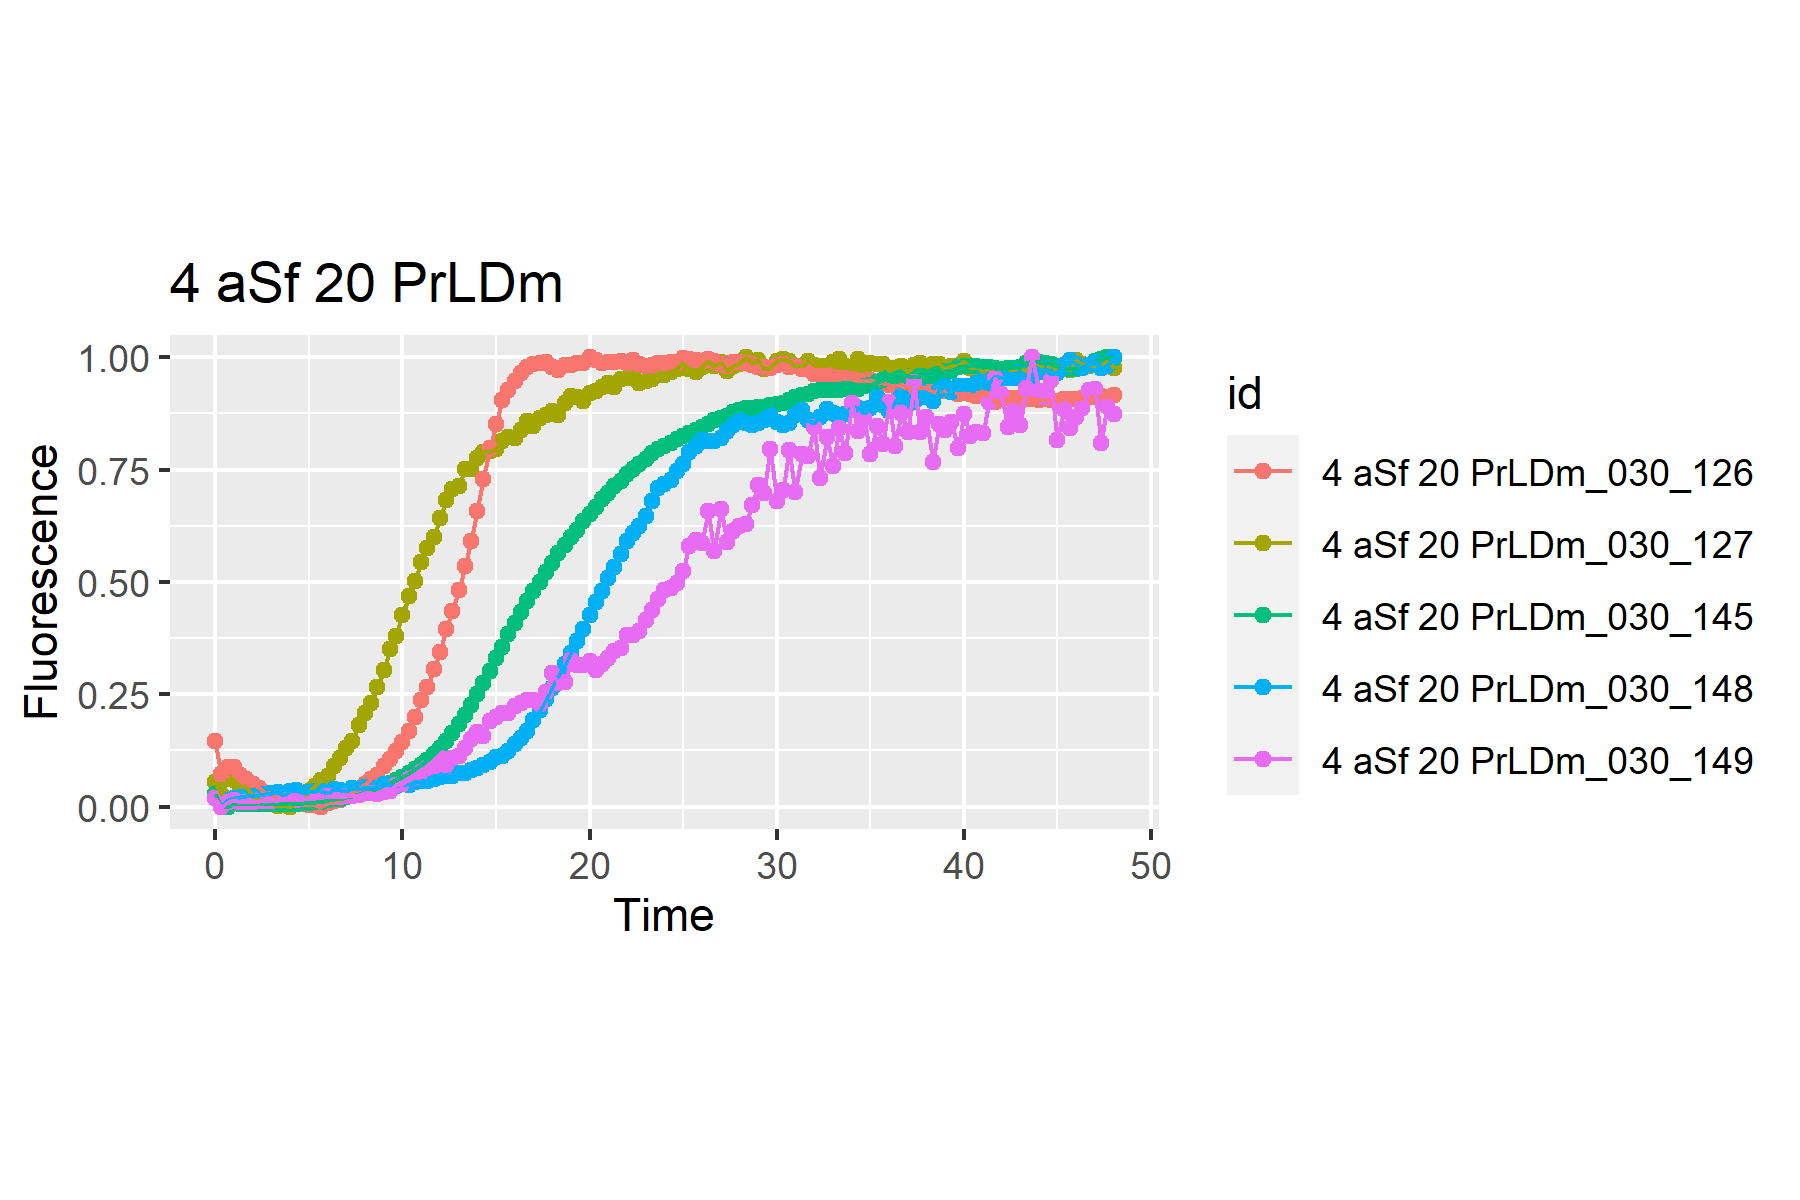 4 aSf 20 PrLDm
1.00
0.75
0.50
0.25
0.00
Fluorescence
0 10 20 30 40 50
Time
id
4 aSf 20 PrLDm_030_126
4 aSf 20 PrLDm_030_127
4 aSf 20 PrLDm_030_145
4 aSf 20 PrLDm_030_148
4 aSf 20 PrLDm_030_149